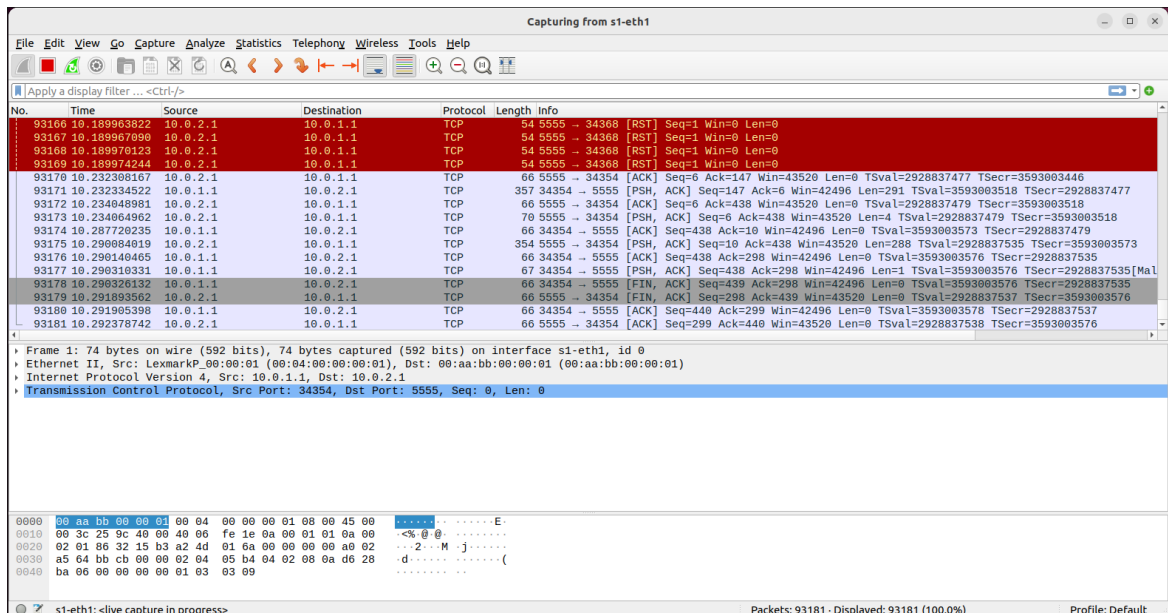 Capturing from s1-eth1
File Edit View Go Capture Analyze Statistics Telephony Wireless Tools Help
Apply a display filter ... <Ctrl-/>
No. Time Source Destination Protocol Length Info
93166 10.189963822 10.0.2.1 10.0.1.1 TCP 54 5555 → 34368 [RST] Seq=1 Win=0 Len=0
93167 10.189967090 10.0.2.1 10.0.1.1 TCP 54 5555 → 34368 [RST] Seq=1 Win=0 Len=0
93168 10.189970123 10.0.2.1 10.0.1.1 TCP 54 5555 → 34368 [RST] Seq=1 Win=0 Len=0
93169 10.189974244 10.0.2.1 10.0.1.1 TCP 54 5555 → 34368 [RST] Seq=1 Win=0 Len=0
93170 10.232308167 10.0.2.1 10.0.1.1 TCP 66 5555 → 34354 [ACK] Seq=6 Ack=147 Win=43520 Len=0 TSval=2928837477 TSecr=3593003446
93171 10.232334522 10.0.1.1 10.0.2.1 TCP 357 34354 → 5555 [PSH, ACK] Seq=147 Ack=6 Win=42496 Len=291 TSval=3593003518 TSecr=2928837477
93172 10.234048981 10.0.2.1 10.0.1.1 TCP 66 5555 → 34354 [ACK] Seq=6 Ack=438 Win=43520 Len=0 TSval=2928837479 TSecr=3593003518
93173 10.234064962 10.0.2.1 10.0.1.1 TCP 70 5555 → 34354 [PSH, ACK] Seq=6 Ack=438 Win=43520 Len=4 TSval=2928837479 TSecr=3593003518
93174 10.287720235 10.0.1.1 10.0.2.1 TCP 66 34354 → 5555 [ACK] Seq=438 Ack=10 Win=42496 Len=0 TSval=3593003573 TSecr=2928837479
93175 10.290084019 10.0.2.1 10.0.1.1 TCP 354 5555 → 34354 [PSH, ACK] Seq=10 Ack=438 Win=43520 Len=288 TSval=2928837535 TSecr=3593003573
93176 10.290140465 10.0.1.1 10.0.2.1 TCP 66 34354 → 5555 [ACK] Seq=438 Ack=298 Win=42496 Len=0 TSval=3593003576 TSecr=2928837535
93177 10.290310331 10.0.1.1 10.0.2.1 TCP 67 34354 → 5555 [PSH, ACK] Seq=438 Ack=298 Win=42496 Len=1 TSval=3593003576 TSecr=2928837535[Mal
93178 10.290326132 10.0.1.1 10.0.2.1 TCP 66 34354 → 5555 [FIN, ACK] Seq=439 Ack=298 Win=42496 Len=0 TSval=3593003576 TSecr=2928837535
93179 10.291893562 10.0.2.1 10.0.1.1 TCP 66 5555 → 34354 [FIN, ACK] Seq=298 Ack=439 Win=43520 Len=0 TSval=2928837537 TSecr=3593003576
93180 10.291905398 10.0.1.1 10.0.2.1 TCP 66 34354 → 5555 [ACK] Seq=440 Ack=299 Win=42496 Len=0 TSval=3593003578 TSecr=2928837537
93181 10.292378742 10.0.2.1 10.0.1.1 TCP 66 5555 → 34354 [ACK] Seq=299 Ack=440 Win=43520 Len=0 TSval=2928837538 TSecr=3593003576
Frame 1: 74 bytes on wire (592 bits), 74 bytes captured (592 bits) on interface s1-eth1, id 0
Ethernet II, Src: LexmarkP_00:00:01 (00:04:00:00:00:01), Dst: 00:aa:bb:00:00:01 (00:aa:bb:00:00:01)
Internet Protocol Version 4, Src: 10.0.1.1, Dst: 10.0.2.1
Transmission Control Protocol, Src Port: 34354, Dst Port: 5555, Seq: 0, Len: 0
0000 00 aa bb 00 00 01 00 04 00 00 00 01 08 00 45 00 ········ ······E·
0010 00 3c 25 9c 40 00 40 06 fe 1e 0a 00 01 01 0a 00 ·<%·@·@· ········
0020 02 01 86 32 15 b3 a2 4d 01 6a 00 00 00 00 a0 02 ···2···M ·j······
0030 a5 64 bb cb 00 00 02 04 05 b4 04 02 08 0a d6 28 ·d······ ·······(
0040 ba 06 00 00 00 00 01 03 03 09 ········ ··
s1-eth1: <live capture in progress> Packets: 93181 · Displayed: 93181 (100.0%) Profile: Default